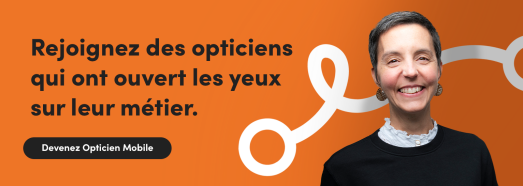 Rejoignez des opticiens
qui ont ouvert les yeux
sur leur métier.
Devenez Opticien Mobile